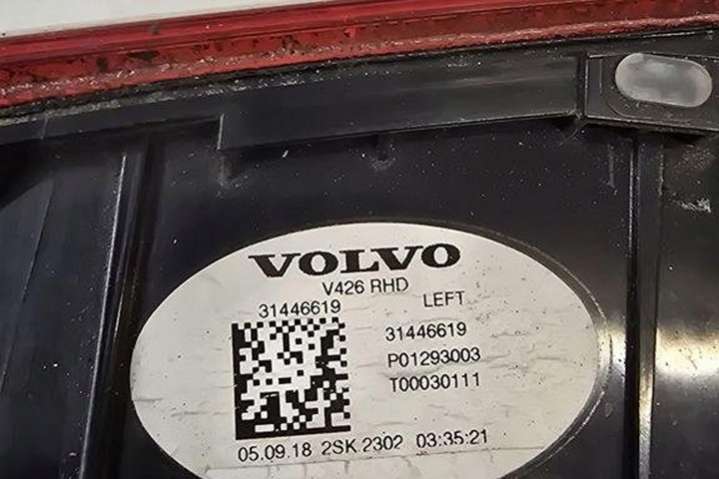 VOLVO
V426 RHD
31446619
LEFT
31446619
P01293003
T00030111
05.09.18 2SK.2302 03:35:21